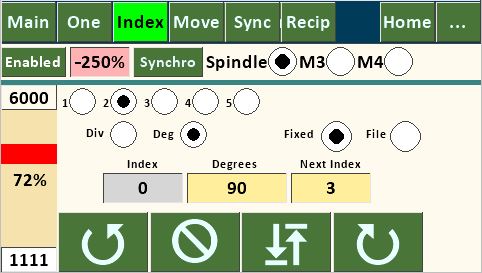 Main One Index Move Sync Recip Home ...
Enabled -250% Synchro Spindle M3 M4
6000 1 2 3 4 5
Div Deg Fixed File
Index Degrees Next Index
72% 0 90 3
1111